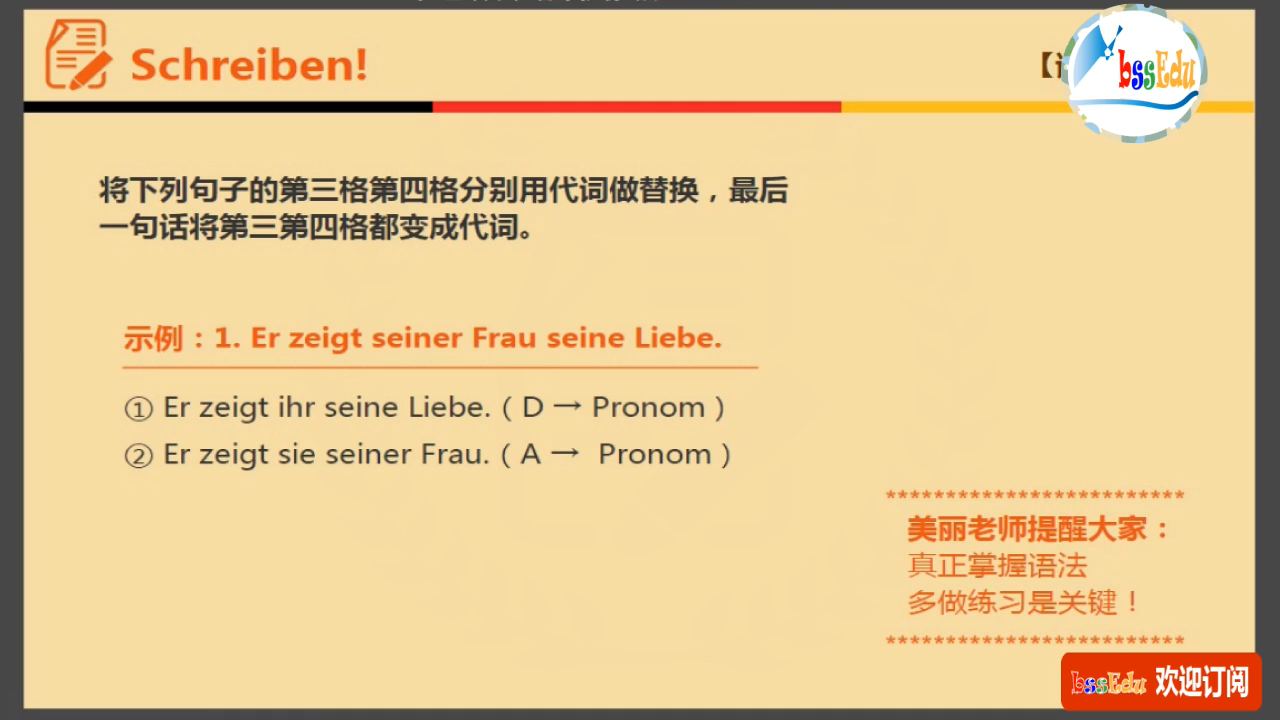 Schreiben!
bssEdu
将下列句子的第三格第四格分别用代词做替换，最后
一句话将第三第四格都变成代词。
示例：1. Er zeigt seiner Frau seine Liebe.
① Er zeigt ihr seine Liebe.（D → Pronom）
② Er zeigt sie seiner Frau.（A → Pronom）
************************
美丽老师提醒大家：
真正掌握语法
多做练习是关键！
************************
bssEdu 欢迎订阅